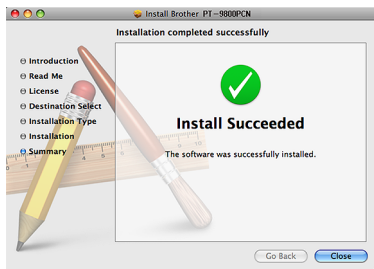 Install Brother PT-9800PCN
Installation completed successfully
Introduction
Read Me
License
Destination Select
Installation Type
Installation
Summary
Install Succeeded
The software was successfully installed.
Go Back
Close